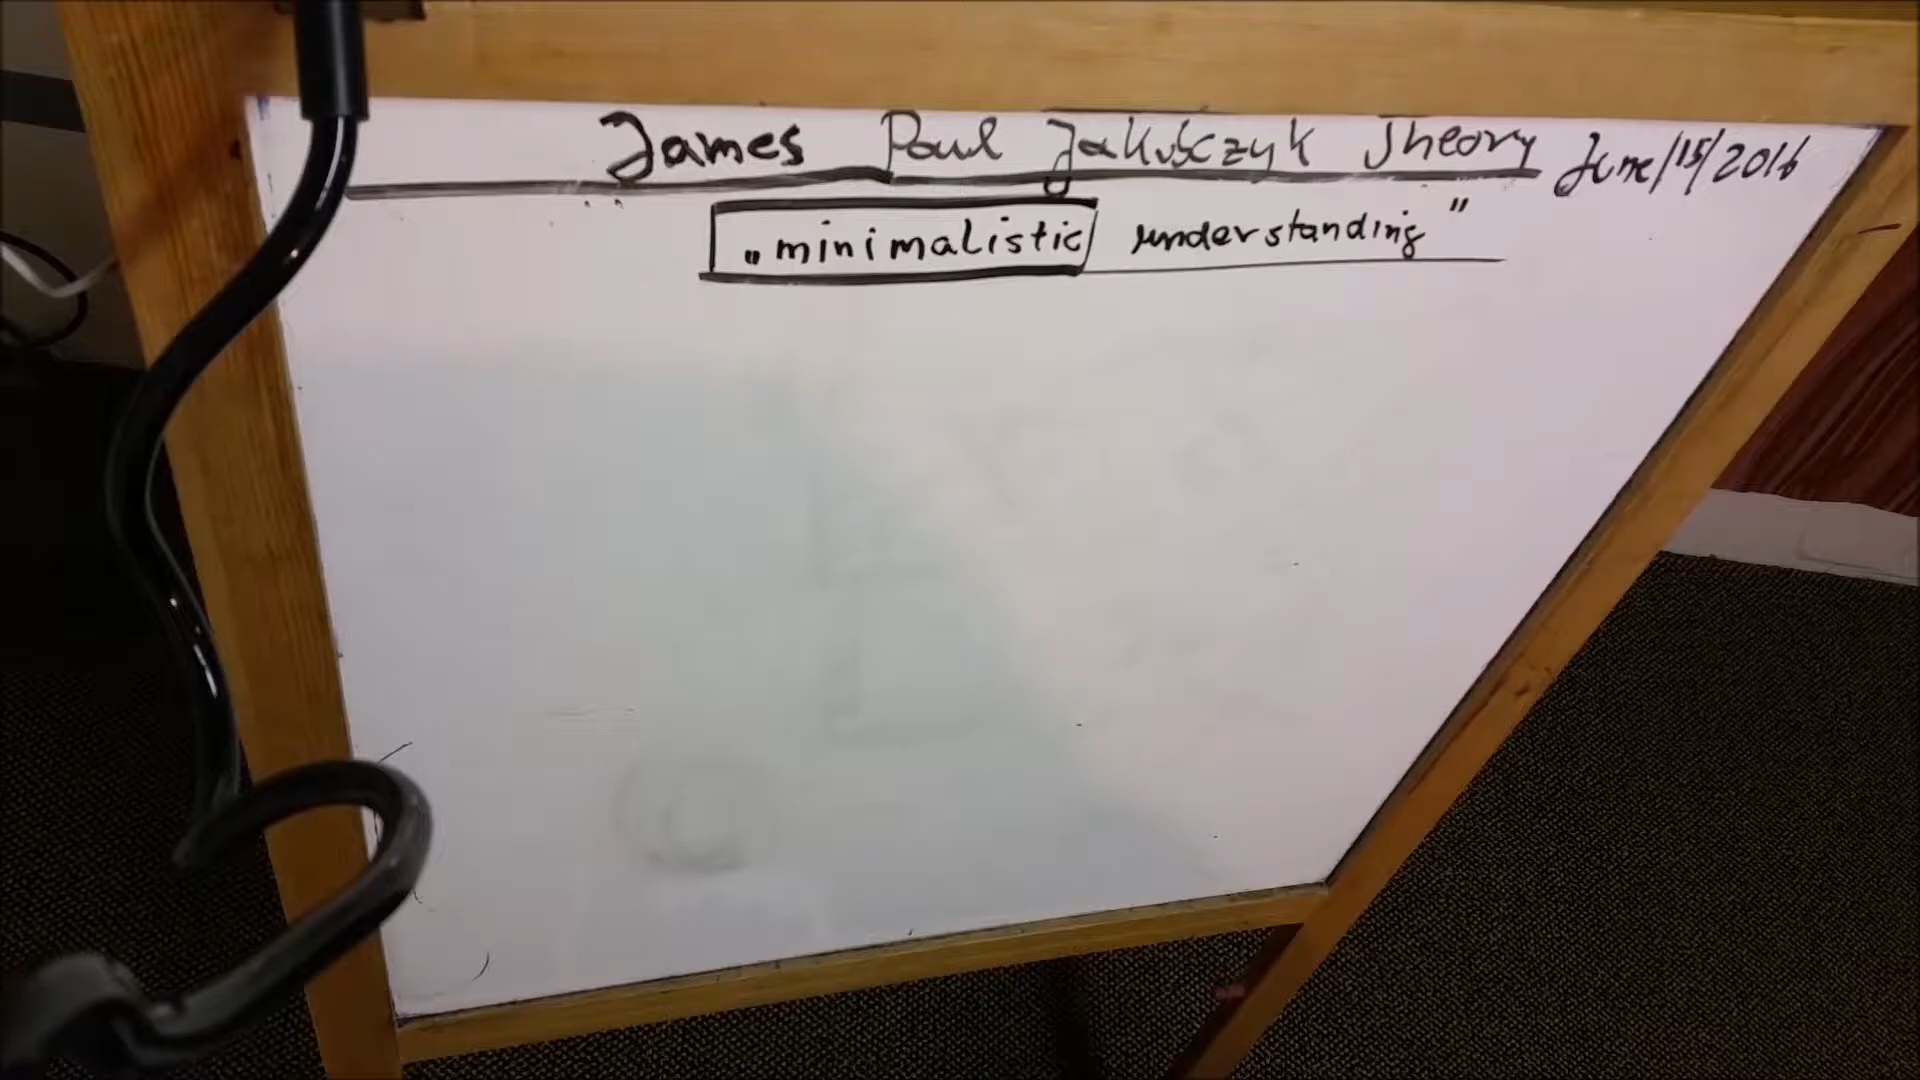 James Paul Jakubczyk Theory June/15/2016
„minimalistic understanding"